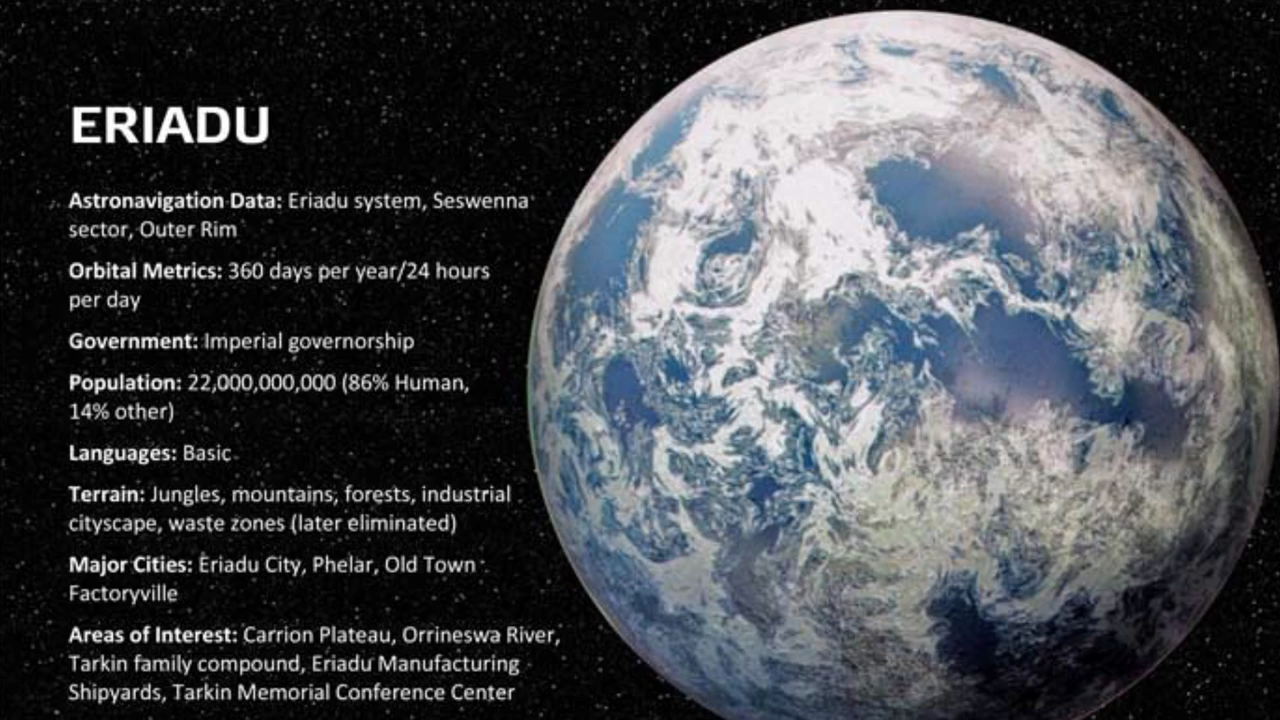 ERIADU
Astronavigation Data: Eriadu system, Seswenna
sector, Outer Rim
Orbital Metrics: 360 days per year/24 hours
per day
Government: Imperial governorship
Population: 22,000,000,000 (86% Human,
14% other)
Languages: Basic
Terrain: Jungles, mountains, forests, industrial
cityscape, waste zones (later eliminated)
Major Cities: Eriadu City, Phelar, Old Town
Factoryville
Areas of Interest: Carrion Plateau, Orrineswa River,
Tarkin family compound, Eriadu Manufacturing
Shipyards, Tarkin Memorial Conference Center